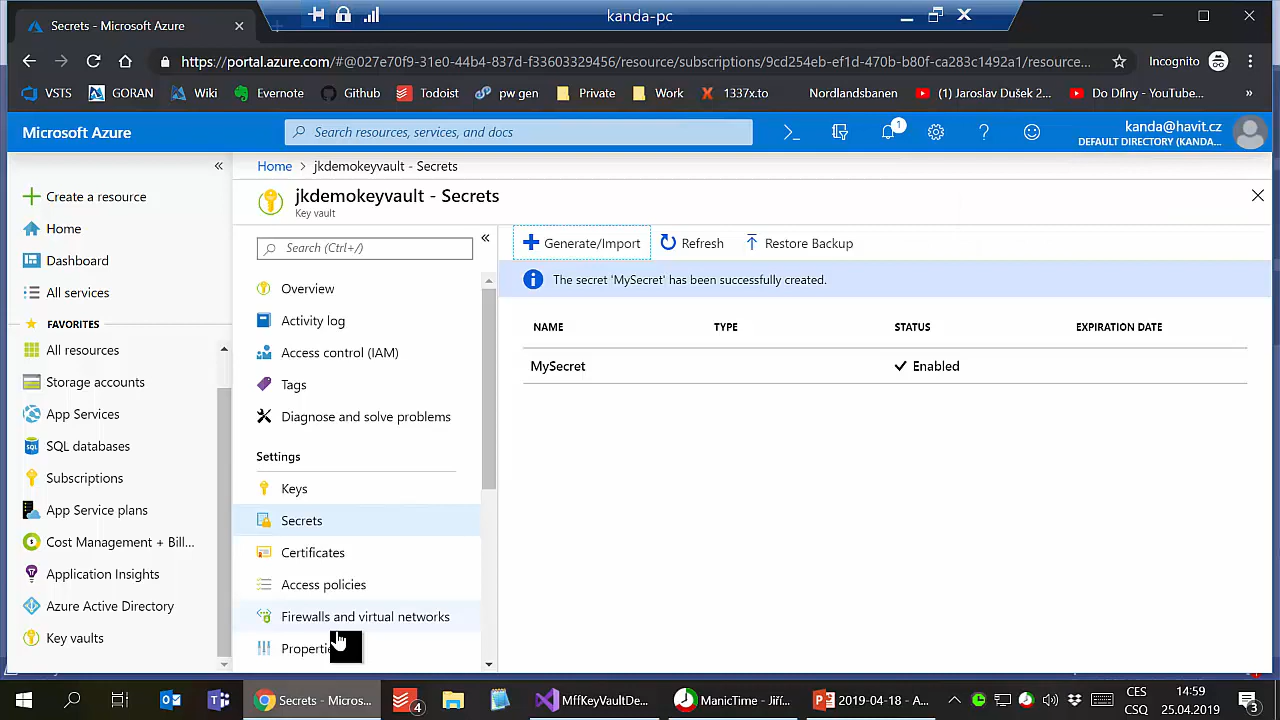 kanda-pc
Secrets - Microsoft Azure
https://portal.azure.com/#@027e70f9-31e0-44b4-837d-f33603329456/resource/subscriptions/9cd254eb-ef1d-470b-b80f-ca283c1492a1/resource...
Incognito
VSTS
GORAN
Wiki
Evernote
Github
Todoist
pw gen
Private
Work
1337x.to
Nordlandsbanen
(1) Jaroslav Dušek 2...
Do Dílny - YouTube...
»
Microsoft Azure
Search resources, services, and docs
1
kanda@havit.cz
DEFAULT DIRECTORY (KANDA...
Create a resource
Home
Dashboard
All services
FAVORITES
All resources
Storage accounts
App Services
SQL databases
Subscriptions
App Service plans
Cost Management + Bill...
Application Insights
Azure Active Directory
Key vaults
Home > jkdemokeyvault - Secrets
jkdemokeyvault - Secrets
Key vault
Search (Ctrl+/)
Overview
Activity log
Access control (IAM)
Tags
Diagnose and solve problems
Settings
Keys
Secrets
Certificates
Access policies
Firewalls and virtual networks
Generate/Import
Refresh
Restore Backup
The secret 'MySecret' has been successfully created.
NAME TYPE STATUS EXPIRATION DATE
MySecret Enabled
4
Secrets - Micros...
MffKeyVaultDe...
ManicTime - Jiř...
2019-04-18 - A...
CES
CSQ
14:59
25.04.2019
3